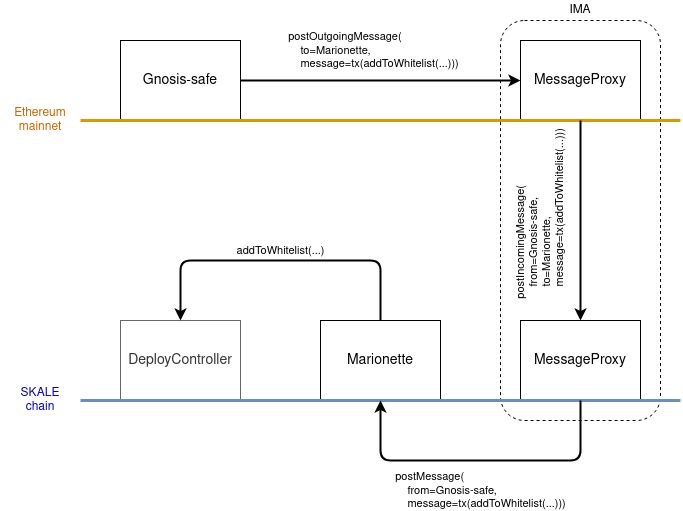 IMA
postOutgoingMessage(
to=Marionette,
message=tx(addToWhitelist(...)))
Gnosis-safe
MessageProxy
Ethereum
mainnet
postIncomingMessage(
from=Gnosis-safe,
to=Marionette,
message=tx(addToWhitelist(...)))
addToWhitelist(...)
DeployController
Marionette
MessageProxy
SKALE
chain
postMessage(
from=Gnosis-safe,
message=tx(addToWhitelist(...)))